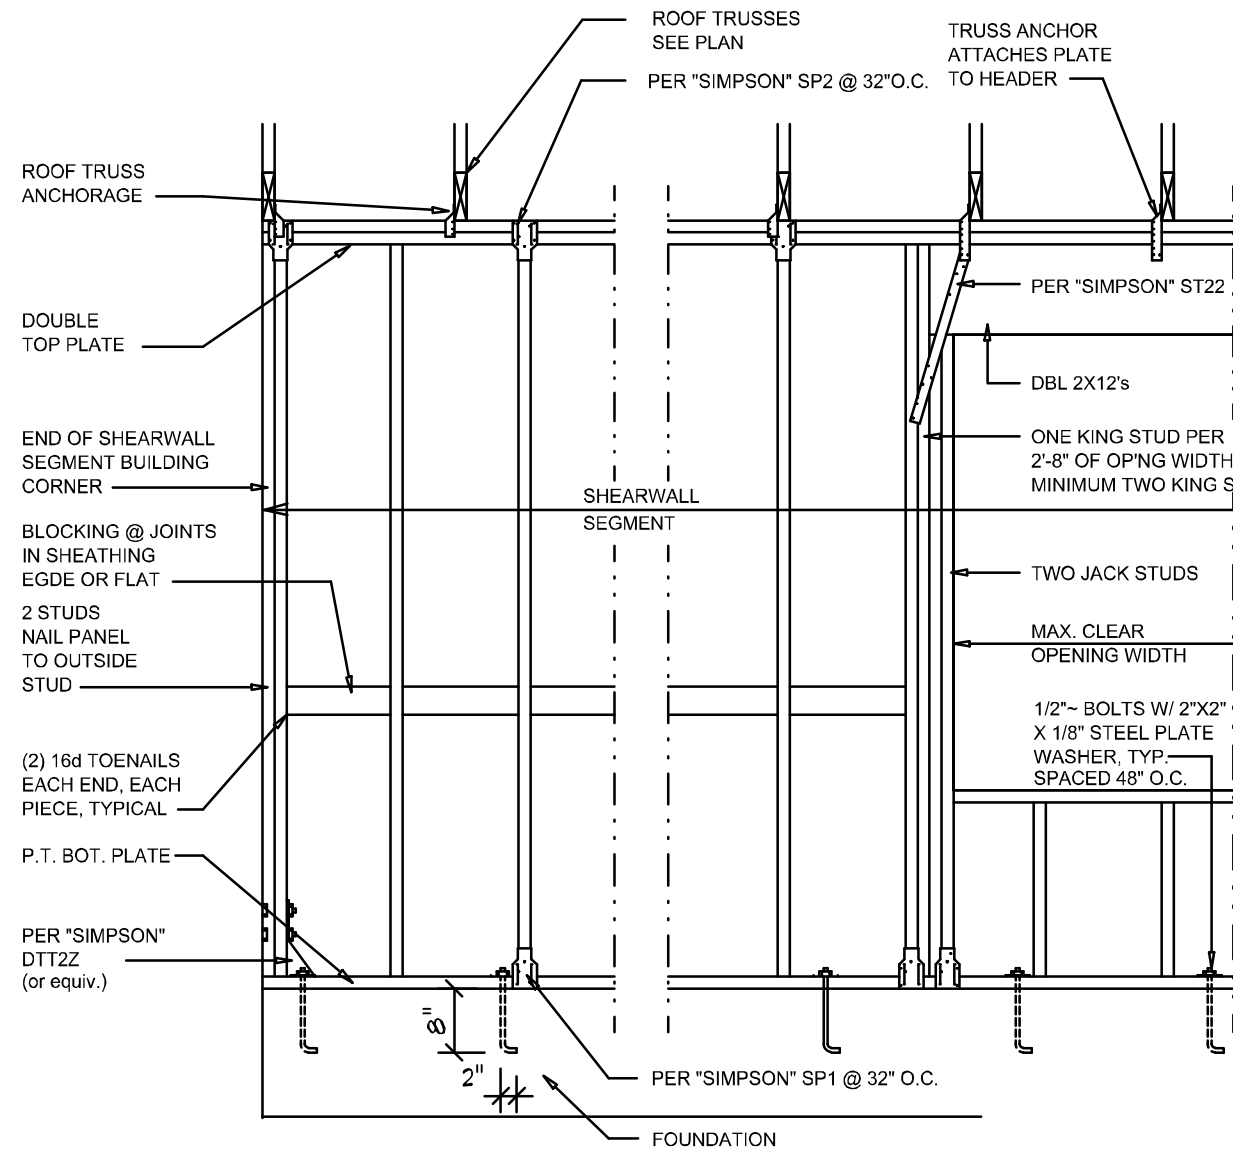 ROOF TRUSSES
SEE PLAN
PER "SIMPSON" SP2 @ 32"O.C.
TRUSS ANCHOR
ATTACHES PLATE
TO HEADER
ROOF TRUSS
ANCHORAGE
DOUBLE
TOP PLATE
PER "SIMPSON" ST22
DBL 2X12's
END OF SHEARWALL
SEGMENT BUILDING
CORNER
ONE KING STUD PER
2'-8" OF OP'NG WIDTH
MINIMUM TWO KING S
SHEARWALL
SEGMENT
BLOCKING @ JOINTS
IN SHEATHING
EGDE OR FLAT
TWO JACK STUDS
2 STUDS
NAIL PANEL
TO OUTSIDE
STUD
MAX. CLEAR
OPENING WIDTH
1/2"~ BOLTS W/ 2"X2"
X 1/8" STEEL PLATE
WASHER, TYP.
SPACED 48" O.C.
(2) 16d TOENAILS
EACH END, EACH
PIECE, TYPICAL
P.T. BOT. PLATE
PER "SIMPSON"
DTT2Z
(or equiv.)
8"
2"
PER "SIMPSON" SP1 @ 32" O.C.
FOUNDATION